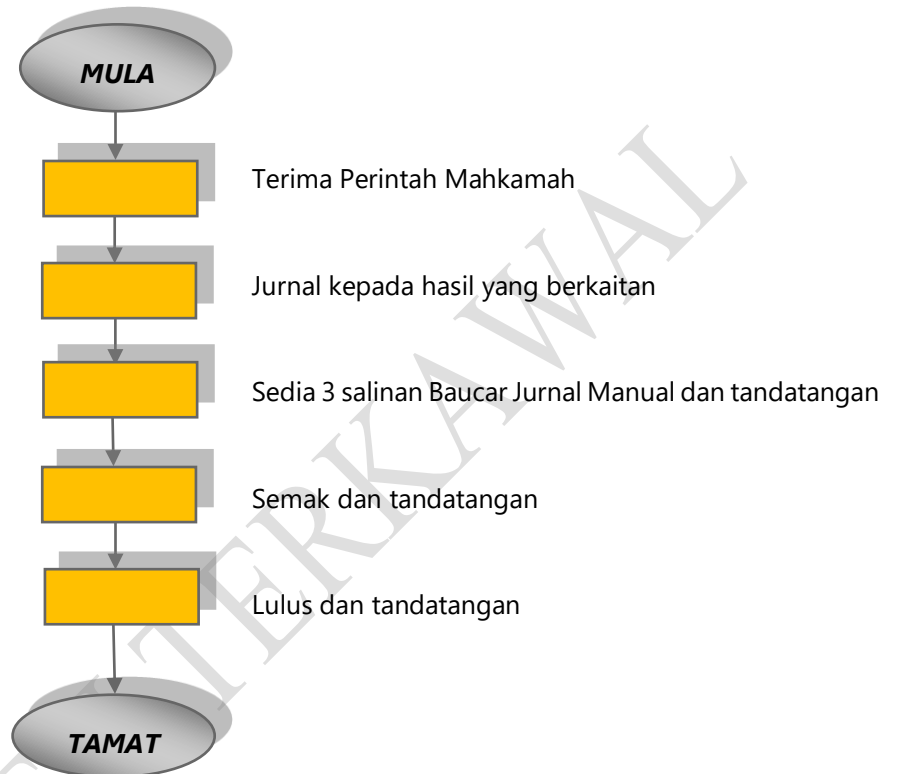 MULA
Terima Perintah Mahkamah
Jurnal kepada hasil yang berkaitan
Sedia 3 salinan Baucar Jurnal Manual dan tandatangan
Semak dan tandatangan
Lulus dan tandatangan
TAMAT
TERKAWAL